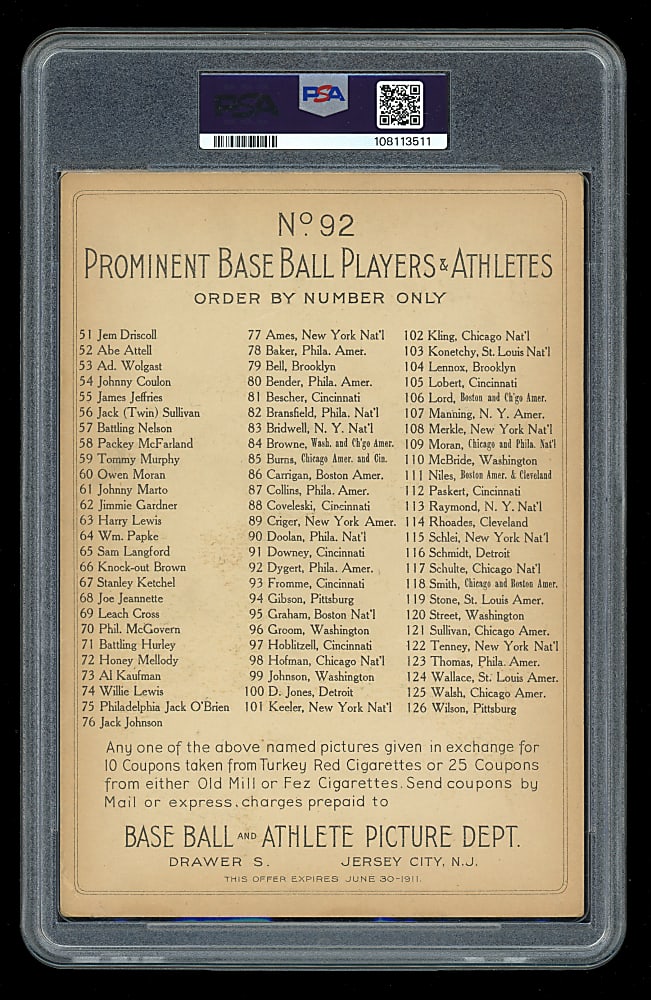 PSA
PSA
108113511
Nº 92
PROMINENT BASE BALL PLAYERS & ATHLETES
ORDER BY NUMBER ONLY
51 Jem Driscoll
52 Abe Attell
53 Ad. Wolgast
54 Johnny Coulon
55 James Jeffries
56 Jack (Twin) Sullivan
57 Battling Nelson
58 Packey McFarland
59 Tommy Murphy
60 Owen Moran
61 Johnny Marto
62 Jimmie Gardner
63 Harry Lewis
64 Wm. Papke
65 Sam Langford
66 Knock-out Brown
67 Stanley Ketchel
68 Joe Jeannette
69 Leach Cross
70 Phil. McGovern
71 Battling Hurley
72 Honey Mellody
73 Al Kaufman
74 Willie Lewis
75 Philadelphia Jack O'Brien
76 Jack Johnson
77 Ames, New York Nat'l
78 Baker, Phila. Amer.
79 Bell, Brooklyn
80 Bender, Phila. Amer.
81 Bescher, Cincinnati
82 Bransfield, Phila. Nat'l
83 Bridwell, N. Y. Nat'l
84 Browne, Wash. and Ch'go Amer.
85 Burns, Chicago Amer. and Cin.
86 Carrigan, Boston Amer.
87 Collins, Phila. Amer.
88 Coveleski, Cincinnati
89 Criger, New York Amer.
90 Doolan, Phila. Nat'l
91 Downey, Cincinnati
92 Dygert, Phila. Amer.
93 Fromme, Cincinnati
94 Gibson, Pittsburg
95 Graham, Boston Nat'l
96 Groom, Washington
97 Hoblitzell, Cincinnati
98 Hofman, Chicago Nat'l
99 Johnson, Washington
100 D. Jones, Detroit
101 Keeler, New York Nat'l
102 Kling, Chicago Nat'l
103 Konetchy, St. Louis Nat'l
104 Lennox, Brooklyn
105 Lobert, Cincinnati
106 Lord, Boston and Ch'go Amer.
107 Manning, N. Y. Amer.
108 Merkle, New York Nat'l
109 Moran, Chicago and Phila. Nat'l
110 McBride, Washington
111 Niles, Boston Amer. & Cleveland
112 Paskert, Cincinnati
113 Raymond, N. Y. Nat'l
114 Rhoades, Cleveland
115 Schlei, New York Nat'l
116 Schmidt, Detroit
117 Schulte, Chicago Nat'l
118 Smith, Chicago and Boston Amer.
119 Stone, St. Louis Amer.
120 Street, Washington
121 Sullivan, Chicago Amer.
122 Tenney, New York Nat'l
123 Thomas, Phila. Amer.
124 Wallace, St. Louis Amer.
125 Walsh, Chicago Amer.
126 Wilson, Pittsburg
Any one of the above named pictures given in exchange for
10 Coupons taken from Turkey Red Cigarettes or 25 Coupons
from either Old Mill or Fez Cigarettes. Send coupons by
Mail or express, charges prepaid to
BASE BALL AND ATHLETE PICTURE DEPT.
DRAWER S. JERSEY CITY, N.J.
THIS OFFER EXPIRES JUNE 30-1911.